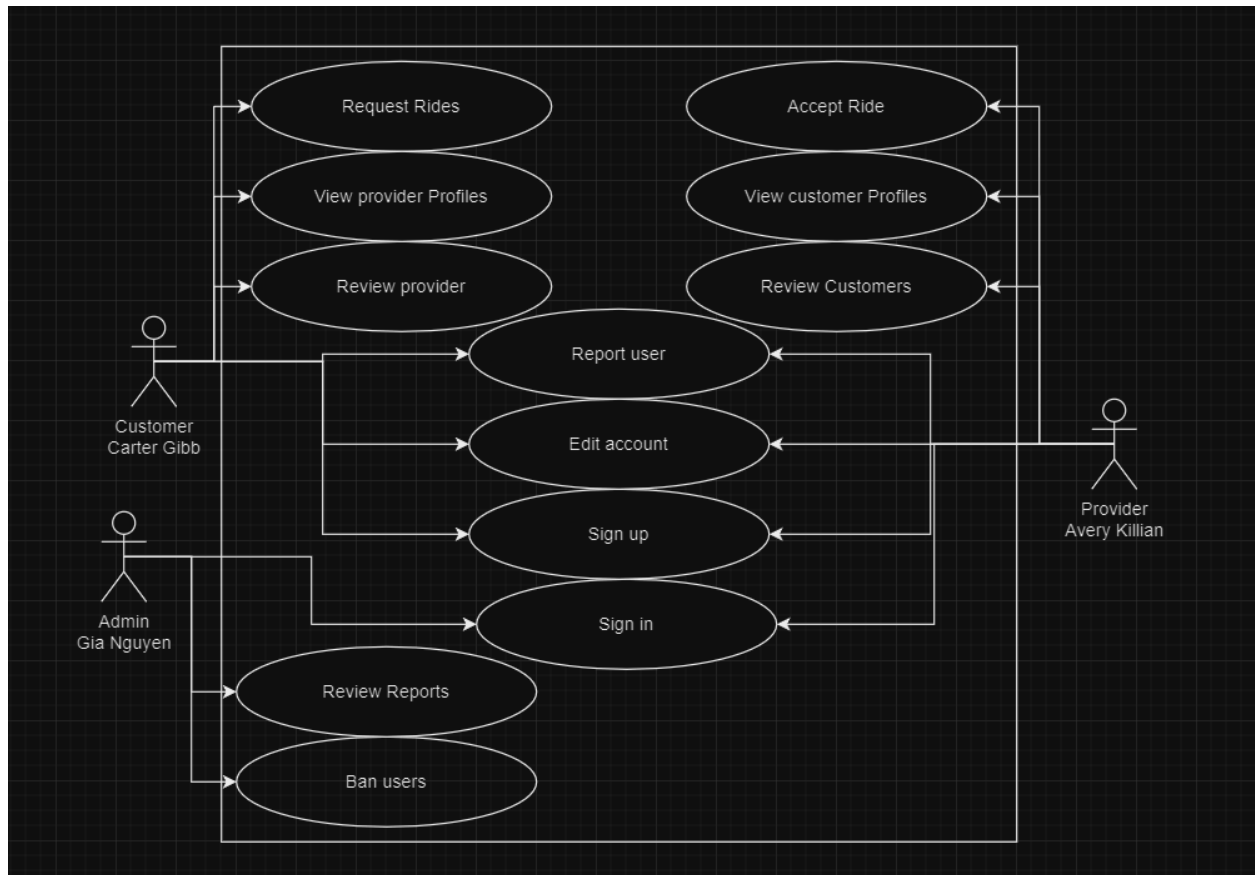 Request Rides
Accept Ride
View provider Profiles
View customer Profiles
Review provider
Review Customers
Report user
Customer
Carter Gibb
Edit account
Provider
Avery Killian
Sign up
Admin
Gia Nguyen
Sign in
Review Reports
Ban users